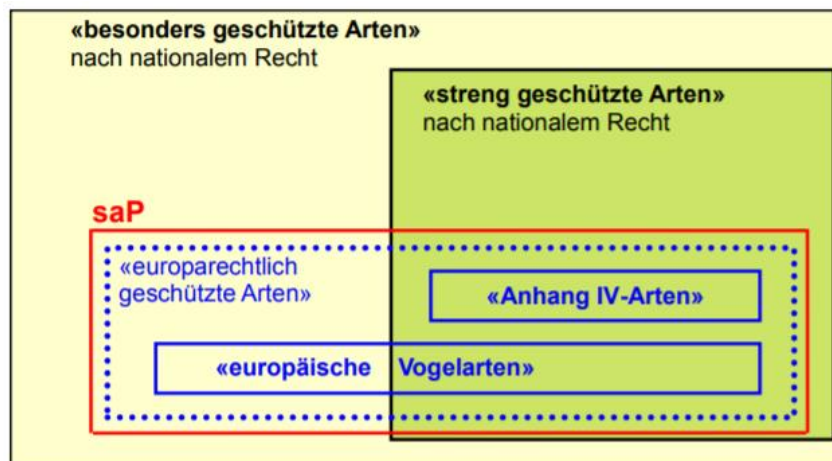 «besonders geschützte Arten»
nach nationalem Recht
«streng geschützte Arten»
nach nationalem Recht
saP
«europarechtlich
geschützte Arten»
«Anhang IV-Arten»
«europäische Vogelarten»